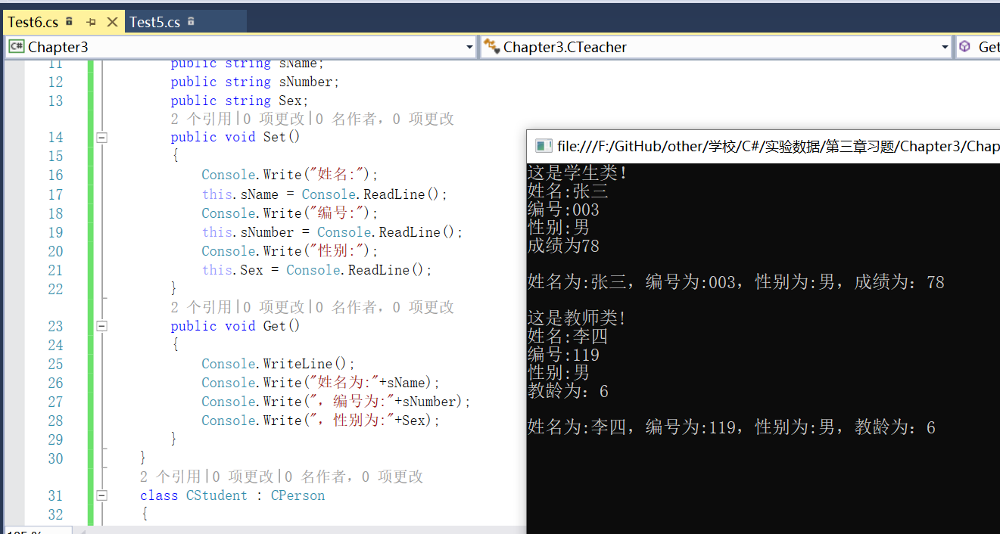 Test6.cs
Test5.cs
Chapter3
Chapter3.CTeacher
Get
11 public string sName;
12 public string sNumber;
13 public string Sex;
2 个引用|0 项更改|0 名作者，0 项更改
14 public void Set()
15 {
16 Console.Write("姓名:");
17 this.sName = Console.ReadLine();
18 Console.Write("编号:");
19 this.sNumber = Console.ReadLine();
20 Console.Write("性别:");
21 this.Sex = Console.ReadLine();
22 }
2 个引用|0 项更改|0 名作者，0 项更改
23 public void Get()
24 {
25 Console.WriteLine();
26 Console.Write("姓名为:"+sName);
27 Console.Write("，编号为:"+sNumber);
28 Console.Write("，性别为:"+Sex);
29 }
30 }
2 个引用|0 项更改|0 名作者，0 项更改
31 class CStudent : CPerson
32 {
file:///F:/GitHub/other/学校/C#/实验数据/第三章习题/Chapter3/Chap
这是学生类!
姓名:张三
编号:003
性别:男
成绩为78
姓名为:张三，编号为:003，性别为:男，成绩为：78
这是教师类!
姓名:李四
编号:119
性别:男
教龄为：6
姓名为:李四，编号为:119，性别为:男，教龄为：6